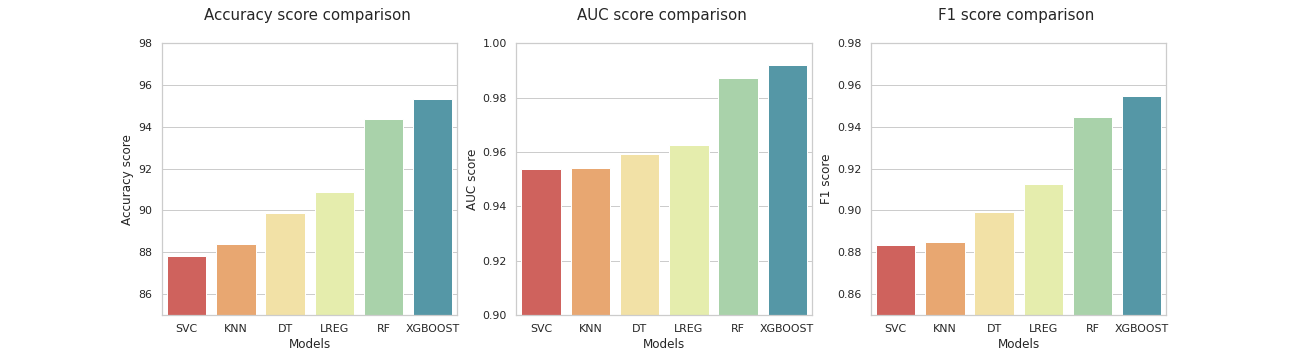 Accuracy score comparison
98
96
94
92
90
88
86
Accuracy score
SVC KNN DT LREG RF XGBOOST
Models
AUC score comparison
1.00
0.98
0.96
0.94
0.92
0.90
AUC score
SVC KNN DT LREG RF XGBOOST
Models
F1 score comparison
0.98
0.96
0.94
0.92
0.90
0.88
0.86
F1 score
SVC KNN DT LREG RF XGBOOST
Models